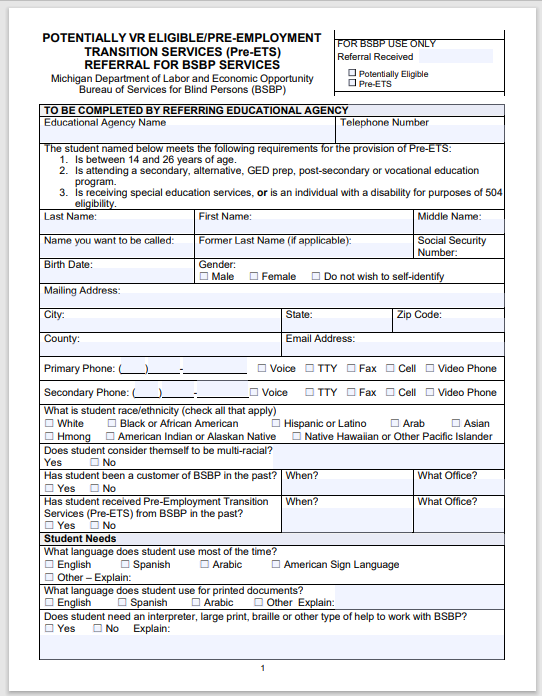 POTENTIALLY VR ELIGIBLE/PRE-EMPLOYMENT
TRANSITION SERVICES (Pre-ETS)
REFERRAL FOR BSBP SERVICES
Michigan Department of Labor and Economic Opportunity
Bureau of Services for Blind Persons (BSBP)
FOR BSBP USE ONLY
Referral Received
☐ Potentially Eligible
☐ Pre-ETS
TO BE COMPLETED BY REFERRING EDUCATIONAL AGENCY
Educational Agency Name Telephone Number
The student named below meets the following requirements for the provision of Pre-ETS:
1. Is between 14 and 26 years of age.
2. Is attending a secondary, alternative, GED prep, post-secondary or vocational education
program.
3. Is receiving special education services, or is an individual with a disability for purposes of 504
eligibility.
Last Name: First Name: Middle Name:
Name you want to be called: Former Last Name (if applicable): Social Security
Number:
Birth Date: Gender:
☐ Male ☐ Female ☐ Do not wish to self-identify
Mailing Address:
City: State: Zip Code:
County: Email Address:
Primary Phone: (____)____-________ ☐ Voice ☐ TTY ☐ Fax ☐ Cell ☐ Video Phone
Secondary Phone: (____)____-________ ☐ Voice ☐ TTY ☐ Fax ☐ Cell ☐ Video Phone
What is student race/ethnicity (check all that apply)
☐ White ☐ Black or African American ☐ Hispanic or Latino ☐ Arab ☐ Asian
☐ Hmong ☐ American Indian or Alaskan Native ☐ Native Hawaiian or Other Pacific Islander
Does student consider themself to be multi-racial?
Yes ☐ No
Has student been a customer of BSBP in the past? When? What Office?
☐ Yes ☐ No
Has student received Pre-Employment Transition When? What Office?
Services (Pre-ETS) from BSBP in the past?
☐ Yes ☐ No
Student Needs
What language does student use most of the time?
☐ English ☐ Spanish ☐ Arabic ☐ American Sign Language
☐ Other – Explain:
What language does student use for printed documents?
☐ English ☐ Spanish ☐ Arabic ☐ Other Explain:
Does student need an interpreter, large print, braille or other type of help to work with BSBP?
☐ Yes ☐ No Explain:
1